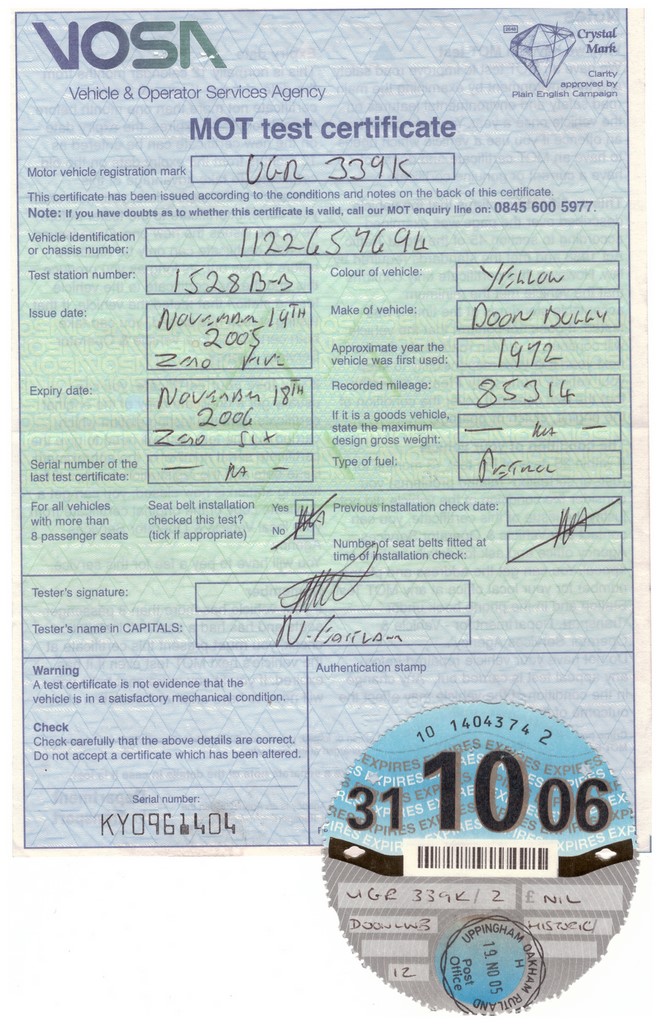 VOSA
Vehicle & Operator Services Agency
Crystal Mark
Clarity approved by
Plain English Campaign
MOT test certificate
Motor vehicle registration mark UGR 339K
This certificate has been issued according to the conditions and notes on the back of this certificate.
Note: If you have doubts as to whether this certificate is valid, call our MOT enquiry line on: 0845 600 5977.
Vehicle identification or chassis number: 1122657694
Test station number: 1528 B-B
Colour of vehicle: YELLOW
Issue date: NOVEMBER 19TH 2005 ZERO FIVE
Make of vehicle: DOON BUGGY
Approximate year the vehicle was first used: 1972
Expiry date: NOVEMBER 18TH 2006 ZERO SIX
Recorded mileage: 85314
If it is a goods vehicle, state the maximum design gross weight: — NA —
Serial number of the last test certificate: — NA —
Type of fuel: PETROL
For all vehicles with more than 8 passenger seats
Seat belt installation checked this test? (tick if appropriate)
Yes
No
NA
Previous installation check date:
NA
Number of seat belts fitted at time of installation check:
Tester's signature:
Tester's name in CAPITALS: N.
Warning
A test certificate is not evidence that the
vehicle is in a satisfactory mechanical condition.
Authentication stamp
Check
Check carefully that the above details are correct.
Do not accept a certificate which has been altered.
Serial number:
KY0961404
10 1404374 2
EXPIRES EXPIRES EXPIRES
31 10 06
UGR 339K/ 2 £ NIL
HISTORIC/
12
UPPINGHAM OAKHAM RUTLAND
H
19. NO 05
Post Office